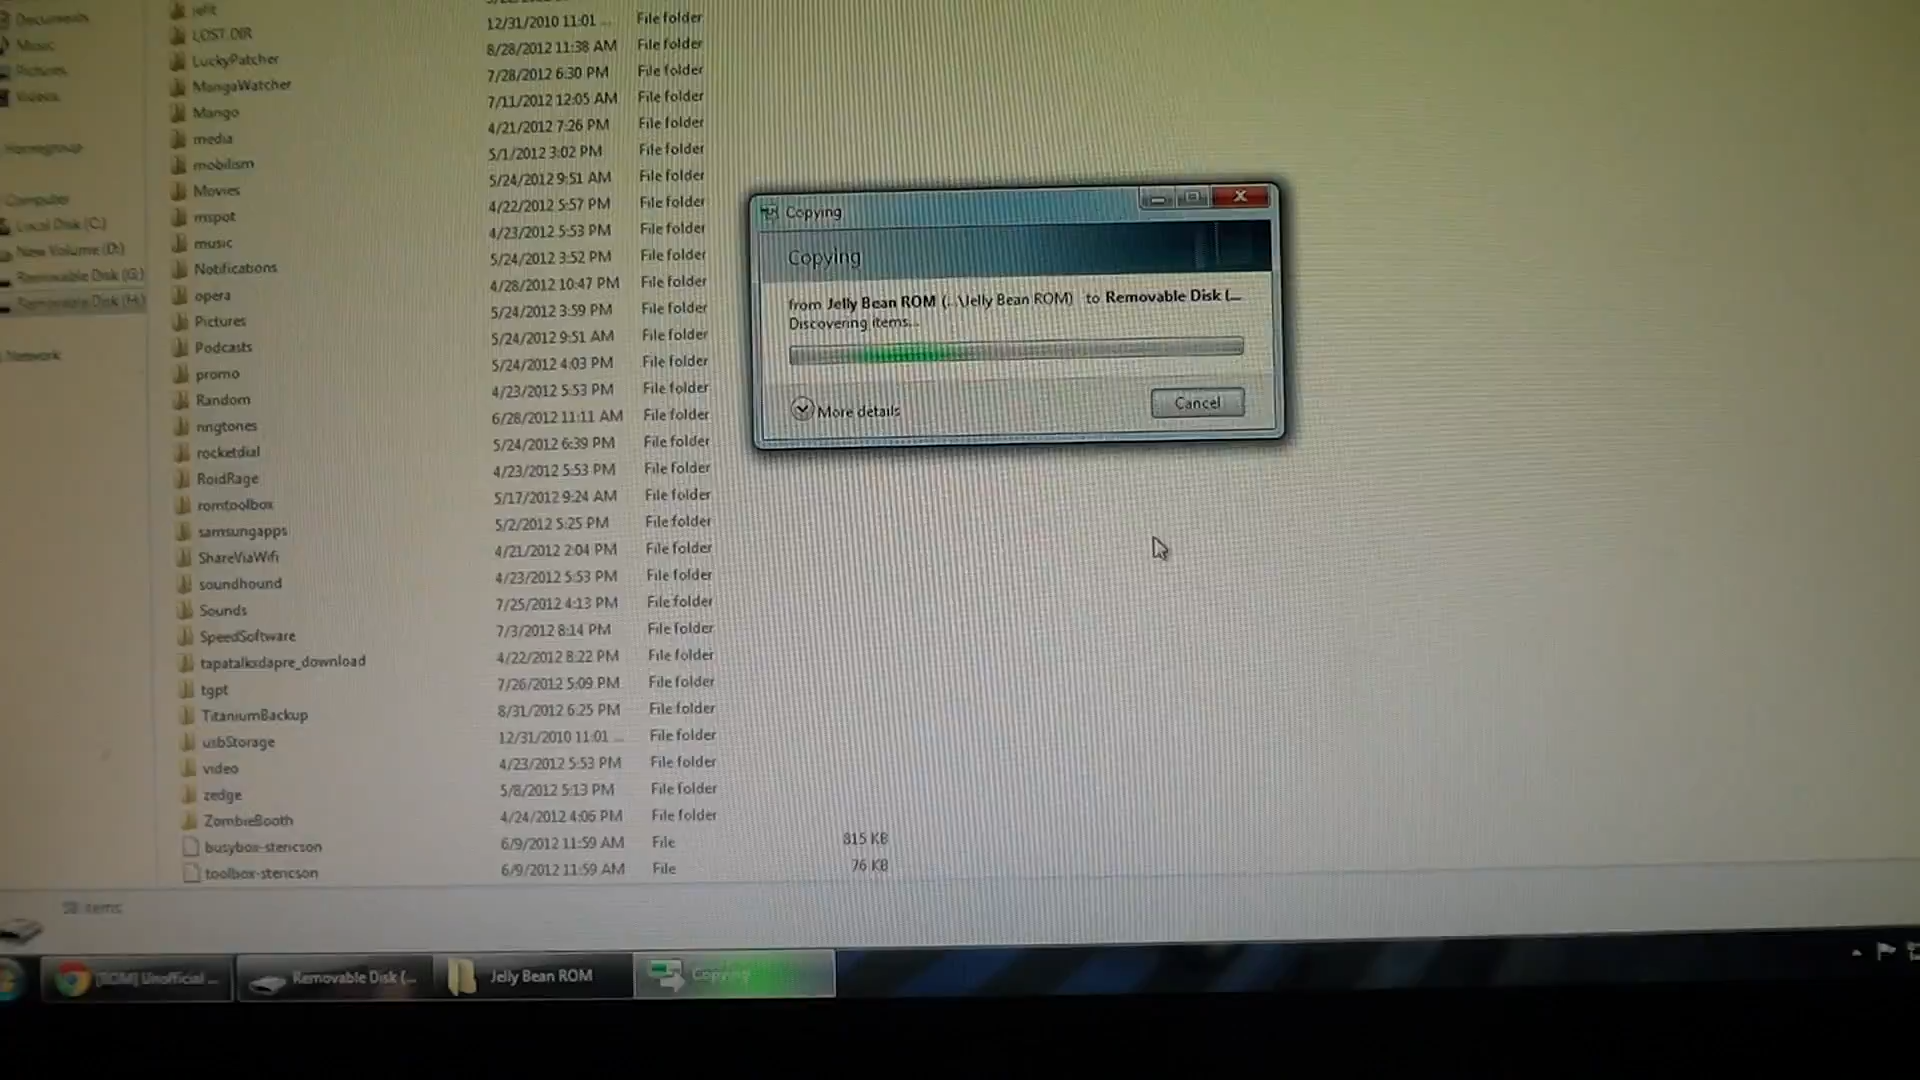 Documents
Music
Pictures
Videos
Homegroup
Computer
Local Disk (C:)
New Volume (D:)
Removable Disk (G:)
Removable Disk (H:)
Network
LOST.DIR 12/31/2010 11:01 ... File folder
LuckyPatcher 8/28/2012 11:38 AM File folder
MangaWatcher 7/28/2012 6:30 PM File folder
Mango 7/11/2012 12:05 AM File folder
media 4/21/2012 7:26 PM File folder
mobilism 5/1/2012 3:02 PM File folder
Movies 5/24/2012 9:51 AM File folder
mspot 4/22/2012 5:57 PM File folder
music 4/23/2012 5:53 PM File folder
Notifications 5/24/2012 3:52 PM File folder
opera 4/28/2012 10:47 PM File folder
Pictures 5/24/2012 3:59 PM File folder
Podcasts 5/24/2012 9:51 AM File folder
promo 5/24/2012 4:03 PM File folder
Random 4/23/2012 5:53 PM File folder
ringtones 6/28/2012 11:11 AM File folder
rocketdial 5/24/2012 6:39 PM File folder
RoidRage 4/23/2012 5:53 PM File folder
romtoolbox 5/17/2012 9:24 AM File folder
samsungapps 5/2/2012 5:25 PM File folder
ShareViaWifi 4/21/2012 2:04 PM File folder
soundhound 4/23/2012 5:53 PM File folder
Sounds 7/25/2012 4:13 PM File folder
SpeedSoftware 7/3/2012 8:14 PM File folder
tapatalkxdapre_download 4/22/2012 8:22 PM File folder
tgpt 7/26/2012 5:09 PM File folder
TitaniumBackup 8/31/2012 6:25 PM File folder
usbStorage 12/31/2010 11:01 ... File folder
video 4/23/2012 5:53 PM File folder
zedge 5/8/2012 5:13 PM File folder
ZombieBooth 4/24/2012 4:06 PM File folder
busybox-stericson 6/9/2012 11:59 AM File 815 KB
toolbox-stericson 6/9/2012 11:59 AM File 76 KB
items
Copying
Copying
from Jelly Bean ROM (...\Jelly Bean ROM) to Removable Disk (...
Discovering items...
More details
Cancel
[ROM] Unofficial ...
Removable Disk (...
Jelly Bean ROM
Copying